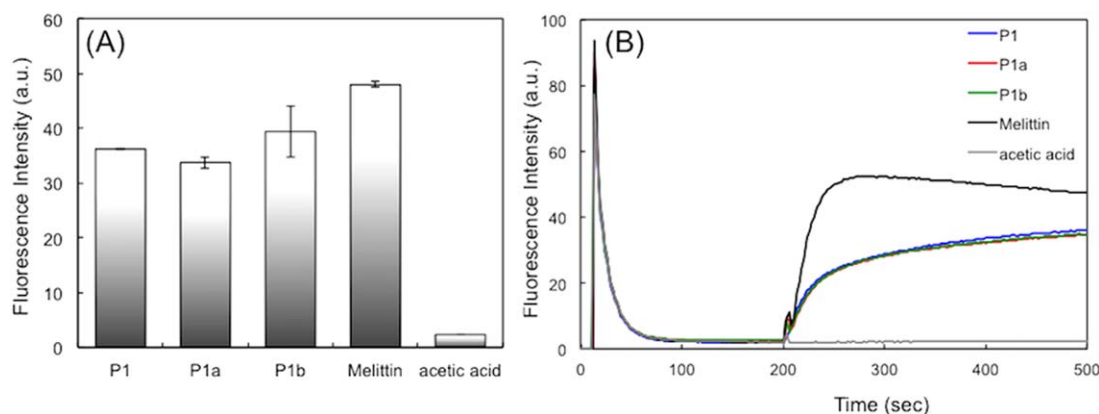 (A)
Fluorescence Intensity (a.u.)
60
50
40
30
20
10
0
P1 P1a P1b Melittin acetic acid
(B)
Fluorescence Intensity (a.u.)
100
80
60
40
20
0
P1
P1a
P1b
Melittin
acetic acid
0 100 200 300 400 500
Time (sec)